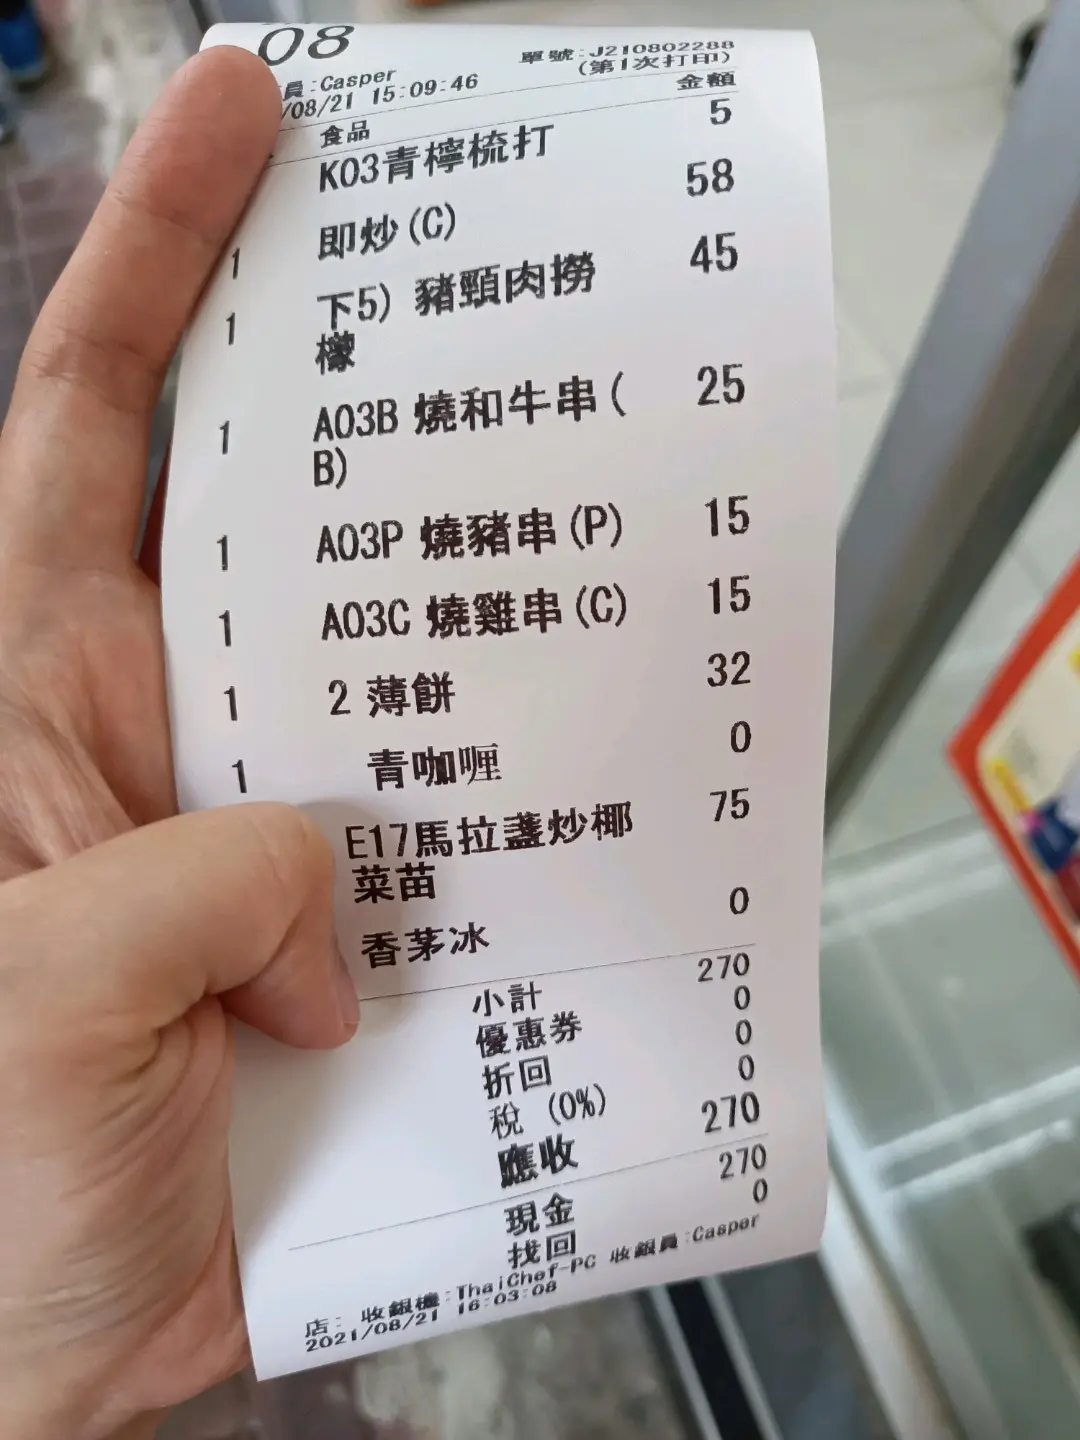 08
員:Casper
單號:J210802288
/08/21 15:09:46
(第1次打印)
食品 金額
K03青檸梳打 5
1 即炒(C) 58
1 下5) 豬頸肉撈 45
檬
1 A03B 燒和牛串( 25
B)
1 A03P 燒豬串(P) 15
1 A03C 燒雞串(C) 15
1 2 薄餅 32
1 青咖喱 0
E17馬拉盞炒椰 75
菜苗
香茅冰 0
小計 270
優惠券 0
折回 0
稅 (0%) 0
應收 270
現金 270
找回 0
店: 收銀機:ThaiChef-PC 收銀員:Casper
2021/08/21 16:03:08